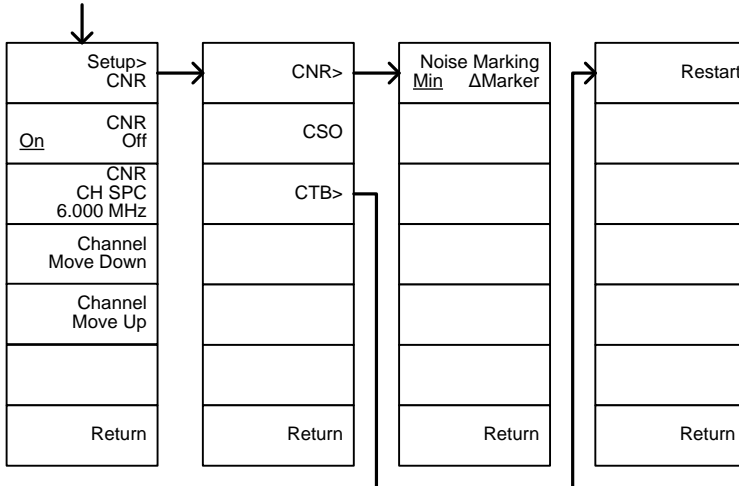 Setup>
CNR
CNR
On Off
CNR
CH SPC
6.000 MHz
Channel
Move Down
Channel
Move Up
Return
CNR>
CSO
CTB>
Return
Noise Marking
Min ΔMarker
Return
Restart
Return